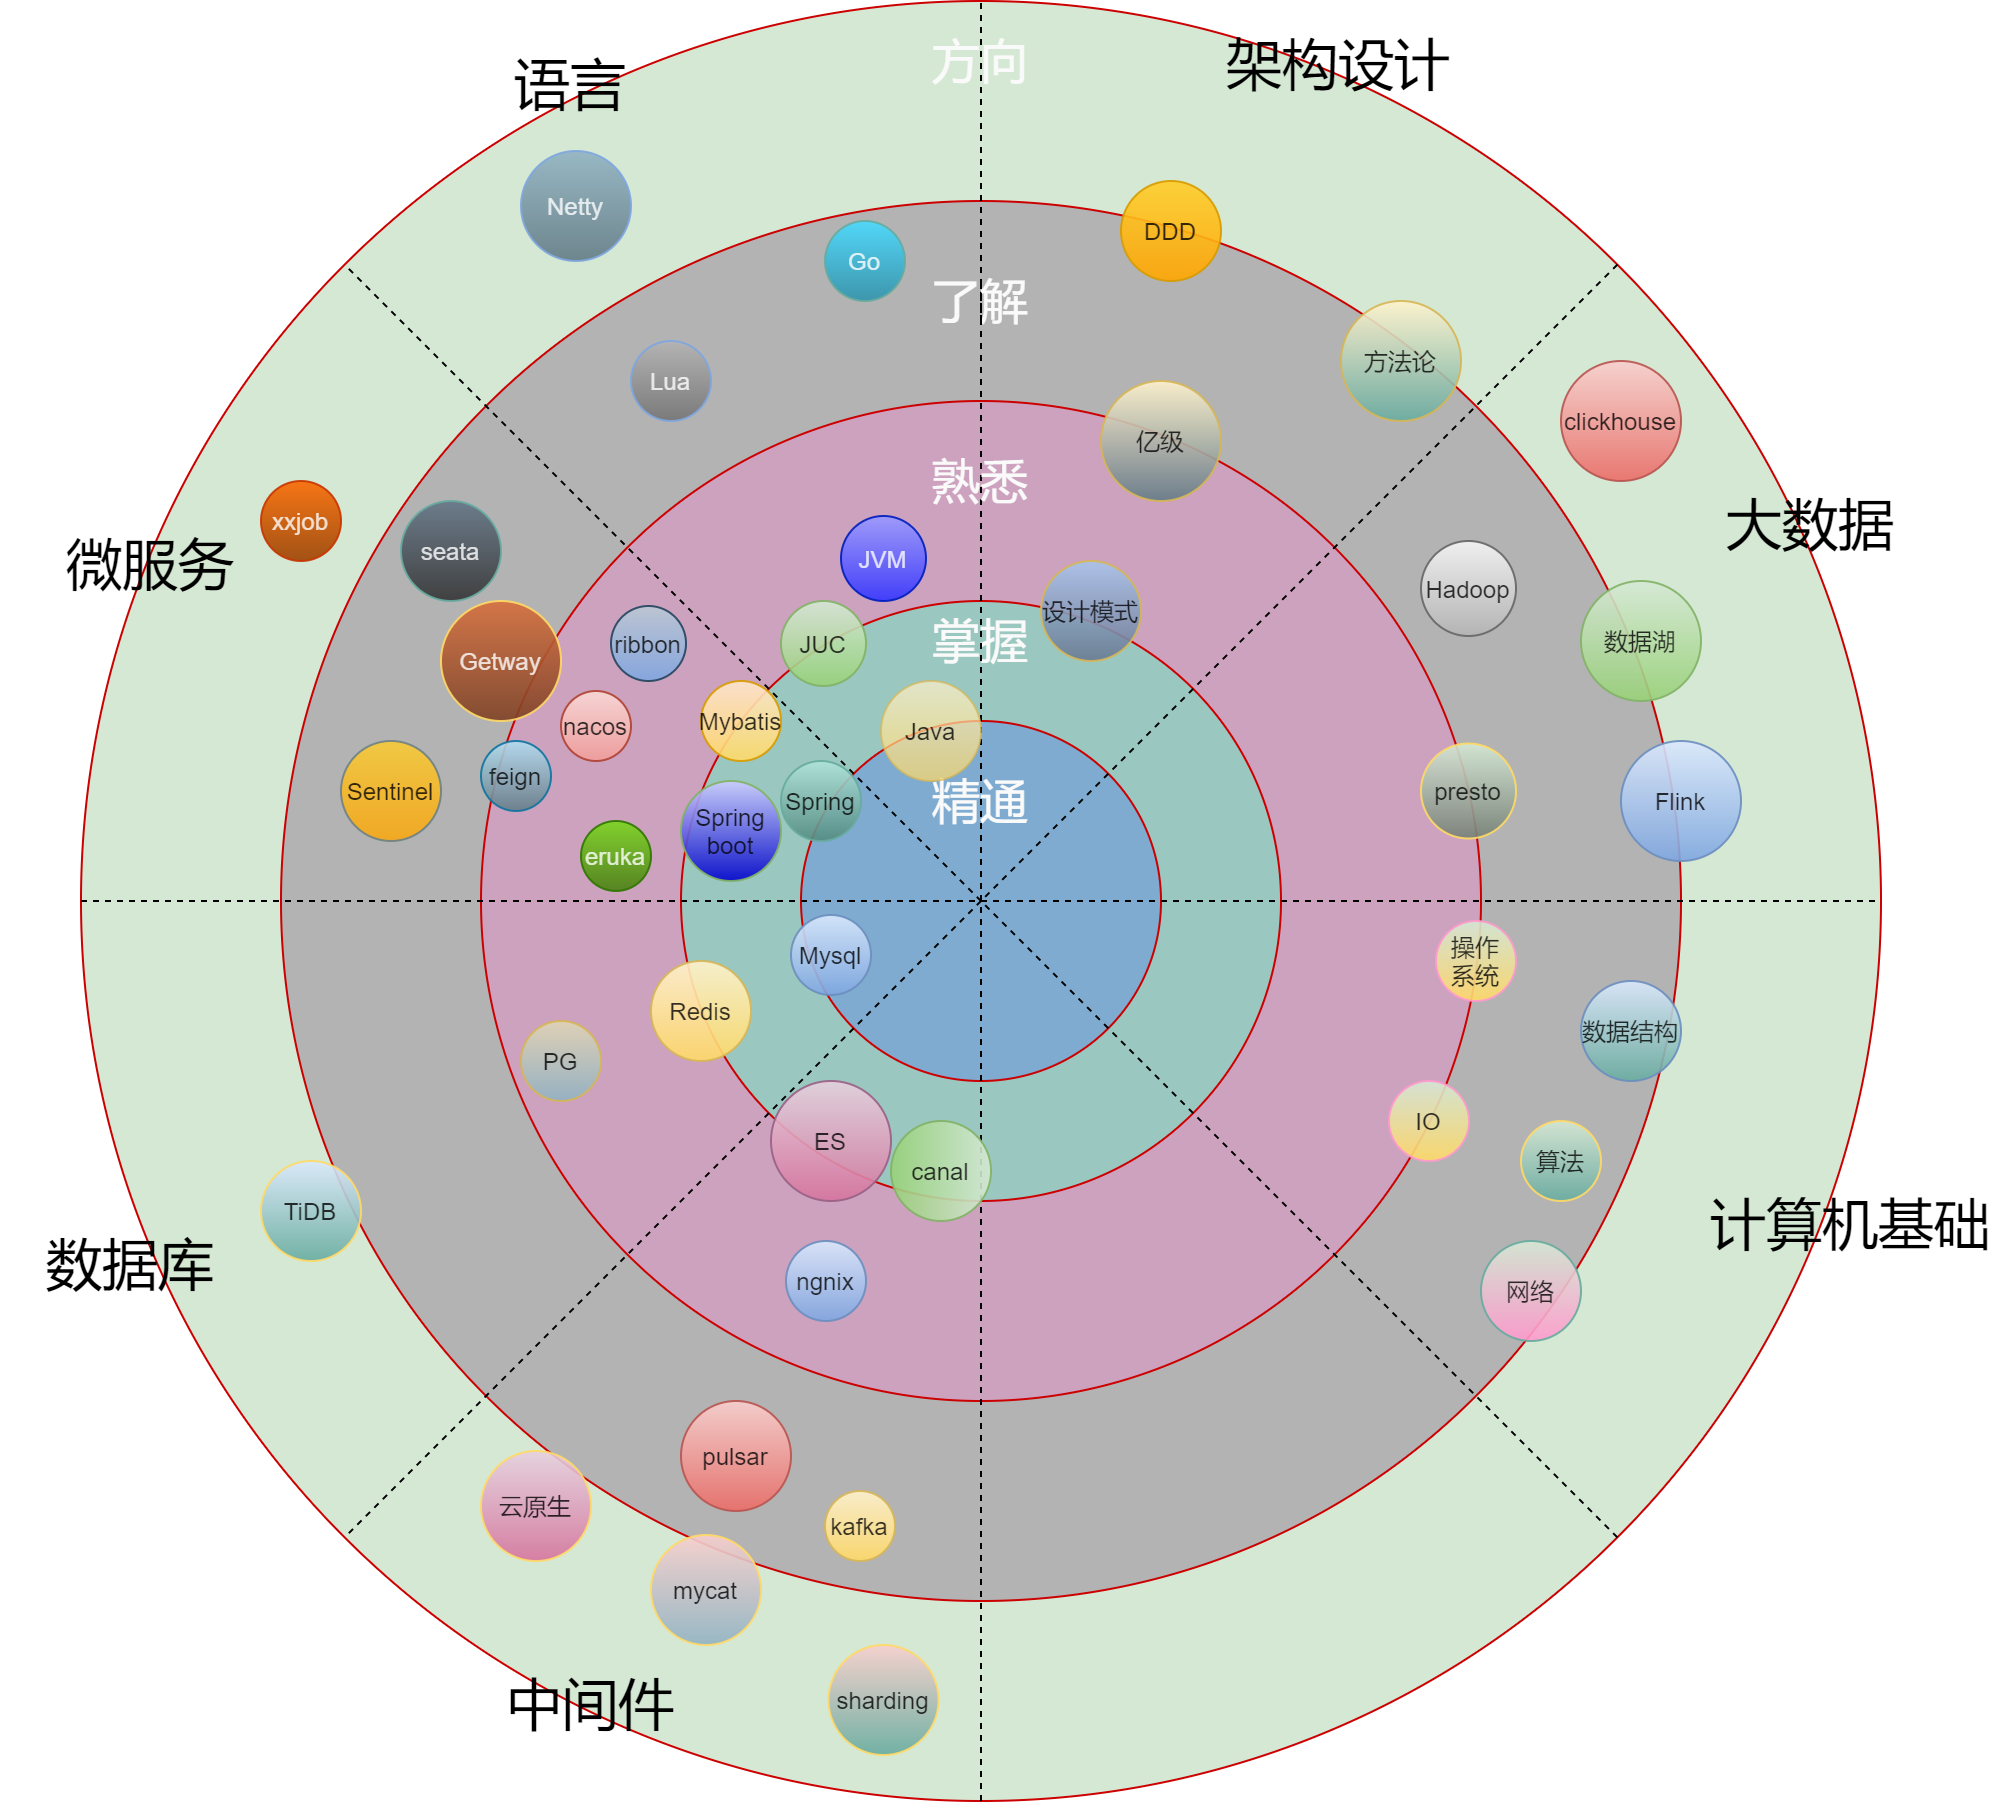 方向
架构设计
语言
Netty
DDD
Go
了解
方法论
Lua
clickhouse
亿级
熟悉
xxjob
大数据
seata
JVM
微服务
Hadoop
设计模式
掌握
数据湖
ribbon
JUC
Getway
Mybatis
nacos
Java
feign
Sentinel
presto
Spring
精通
Flink
Spring
boot
eruka
操作
系统
Mysql
Redis
数据结构
PG
IO
ES
算法
canal
TiDB
计算机基础
数据库
ngnix
网络
pulsar
云原生
kafka
mycat
sharding
中间件